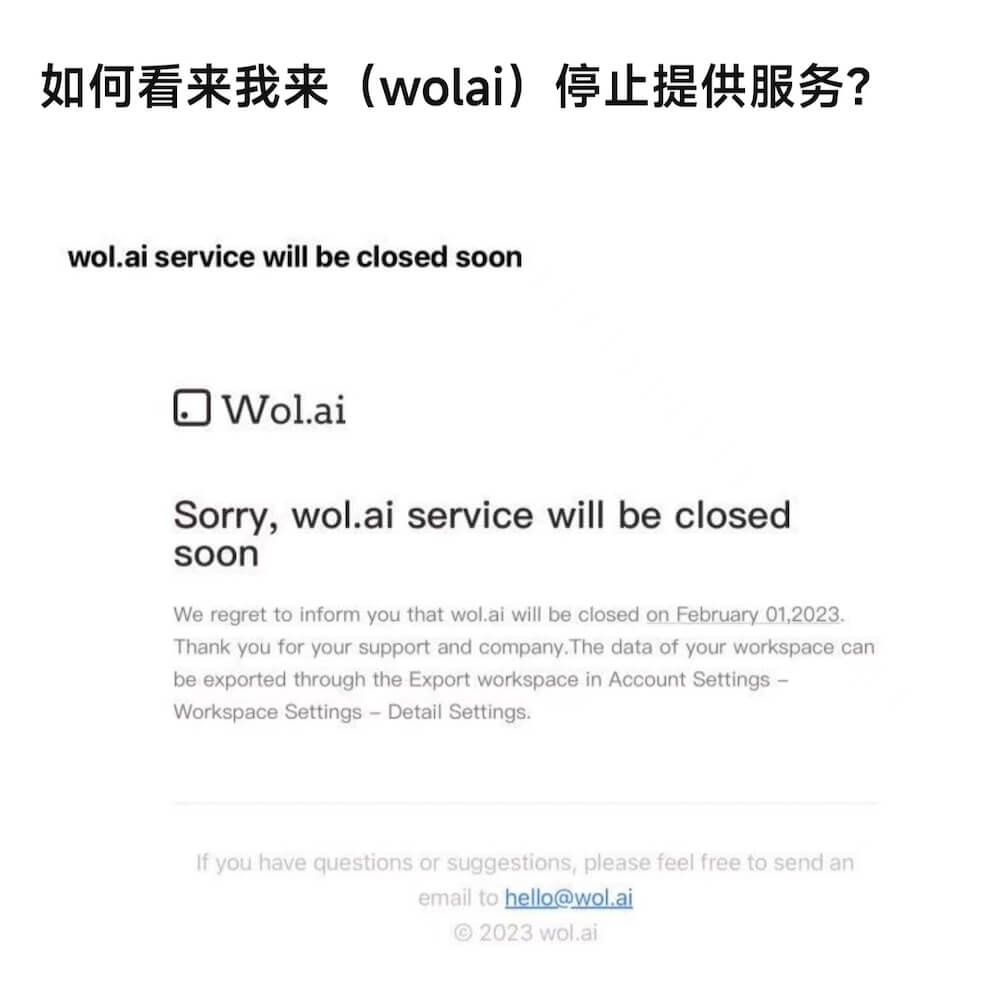 如何看来我来（wolai）停止提供服务？
wol.ai service will be closed soon
Wol.ai
Sorry, wol.ai service will be closed
soon
We regret to inform you that wol.ai will be closed on February 01,2023.
Thank you for your support and company.The data of your workspace can
be exported through the Export workspace in Account Settings –
Workspace Settings – Detail Settings.
If you have questions or suggestions, please feel free to send an
email to hello@wol.ai
© 2023 wol.ai